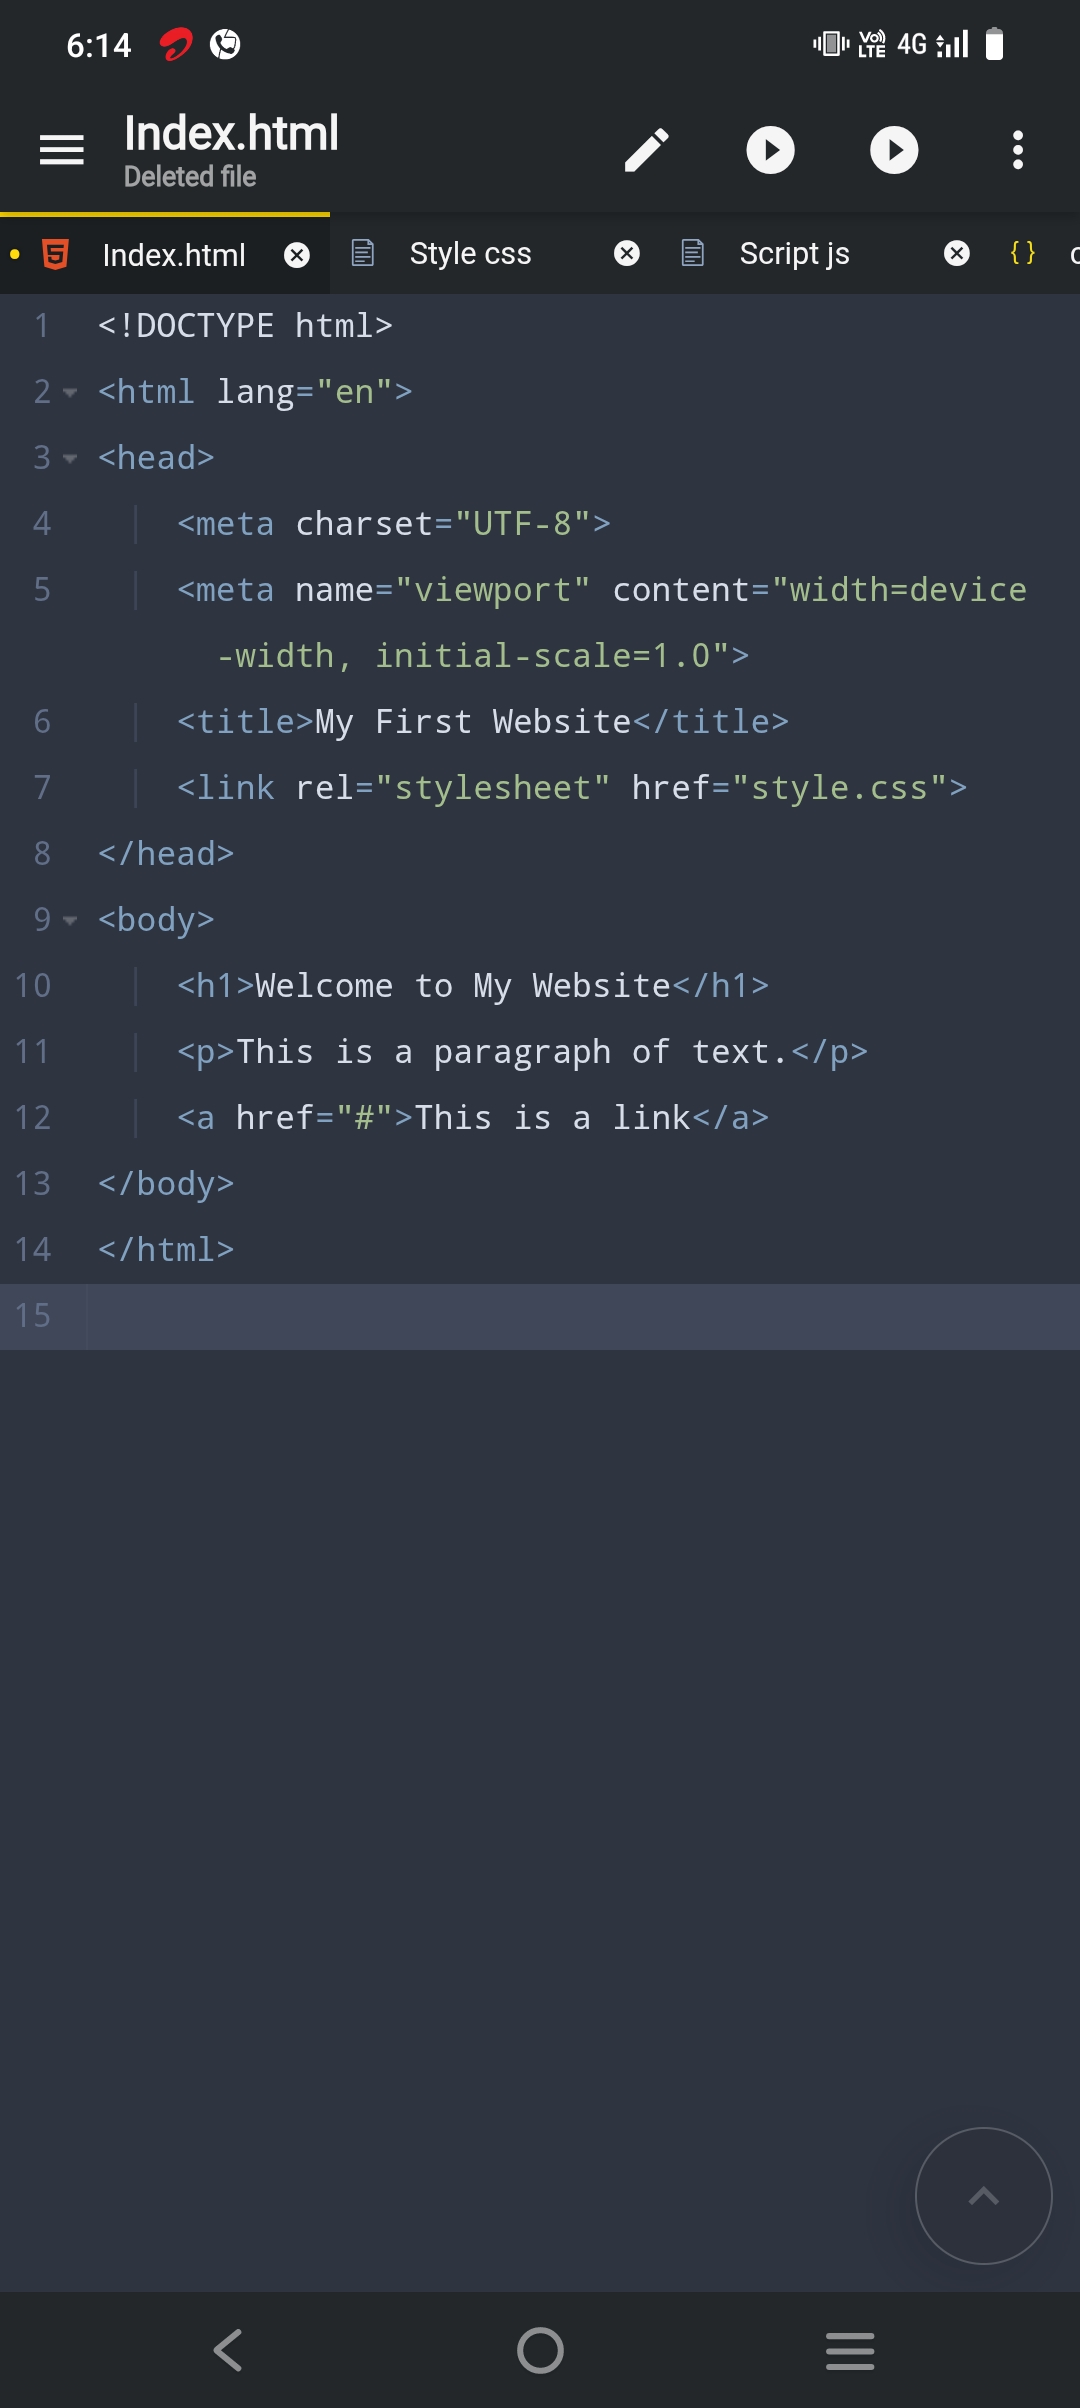 6:14 Vo) LTE 4G
Index.html
Deleted file
Index.html Style css Script js
1 <!DOCTYPE html>
2 <html lang="en">
3 <head>
4 <meta charset="UTF-8">
5 <meta name="viewport" content="width=device
-width, initial-scale=1.0">
6 <title>My First Website</title>
7 <link rel="stylesheet" href="style.css">
8 </head>
9 <body>
10 <h1>Welcome to My Website</h1>
11 <p>This is a paragraph of text.</p>
12 <a href="#">This is a link</a>
13 </body>
14 </html>
15